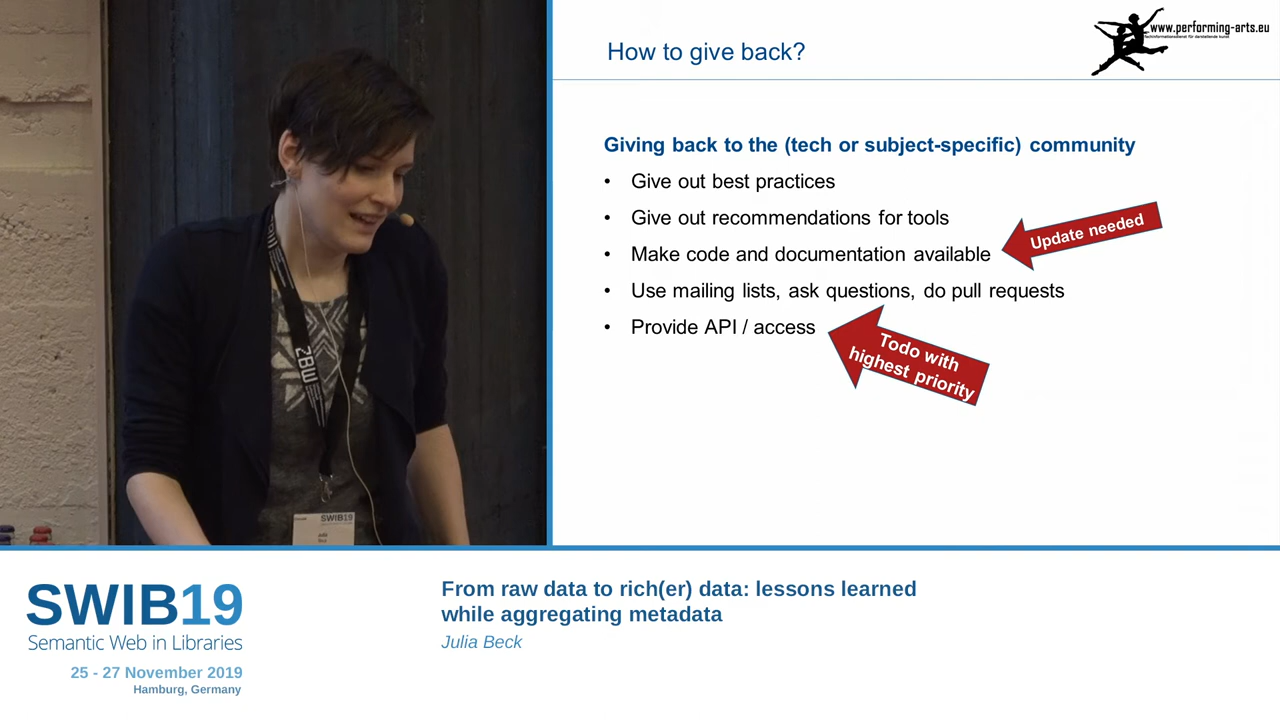 How to give back?
www.performing-arts.eu
Giving back to the (tech or subject-specific) community
• Give out best practices
• Give out recommendations for tools
• Make code and documentation available
Update needed
• Use mailing lists, ask questions, do pull requests
• Provide API / access
Todo with
highest priority
ZBW
SWIB19
SWIB19
Semantic Web in Libraries
25 - 27 November 2019
Hamburg, Germany
From raw data to rich(er) data: lessons learned
while aggregating metadata
Julia Beck